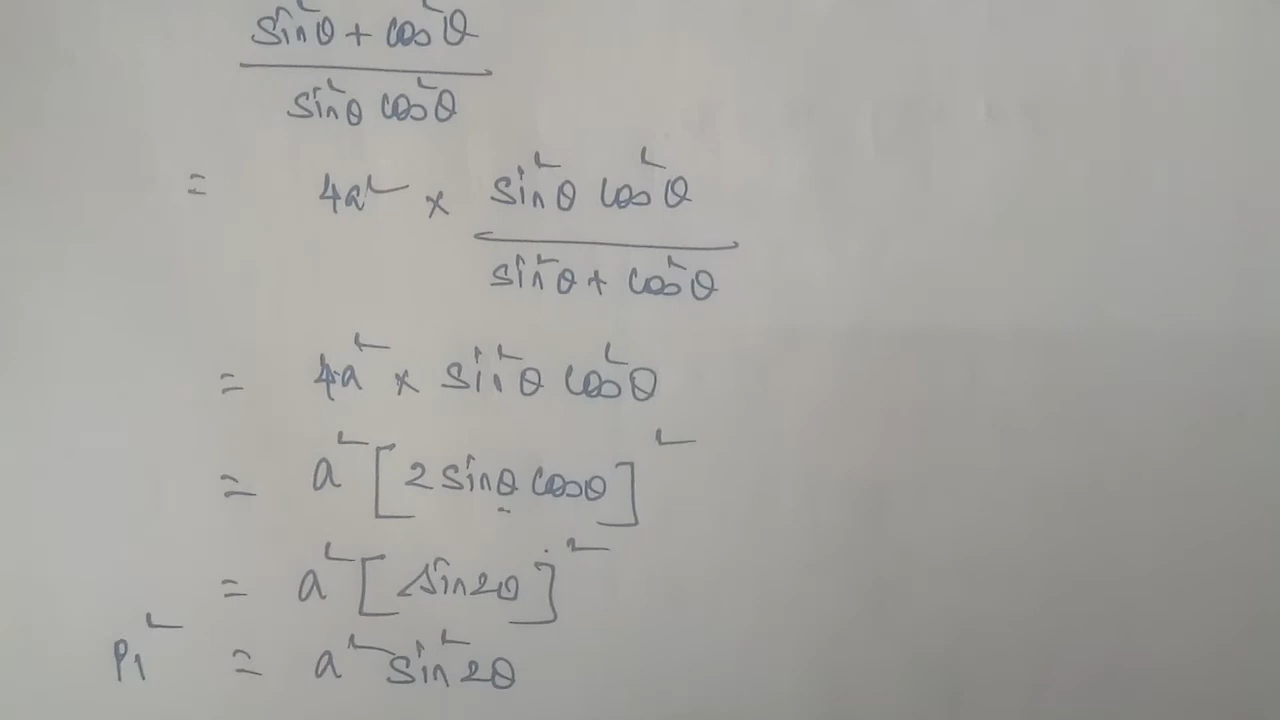 sin²θ + cos²θ
sin²θ cos²θ
= 4a² × sin²θ cos²θ
sin²θ + cos²θ
= 4a² × sin²θ cos²θ
= a² [2 sinθ cosθ]²
= a² [sin2θ]²
P₁² = a² sin²2θ